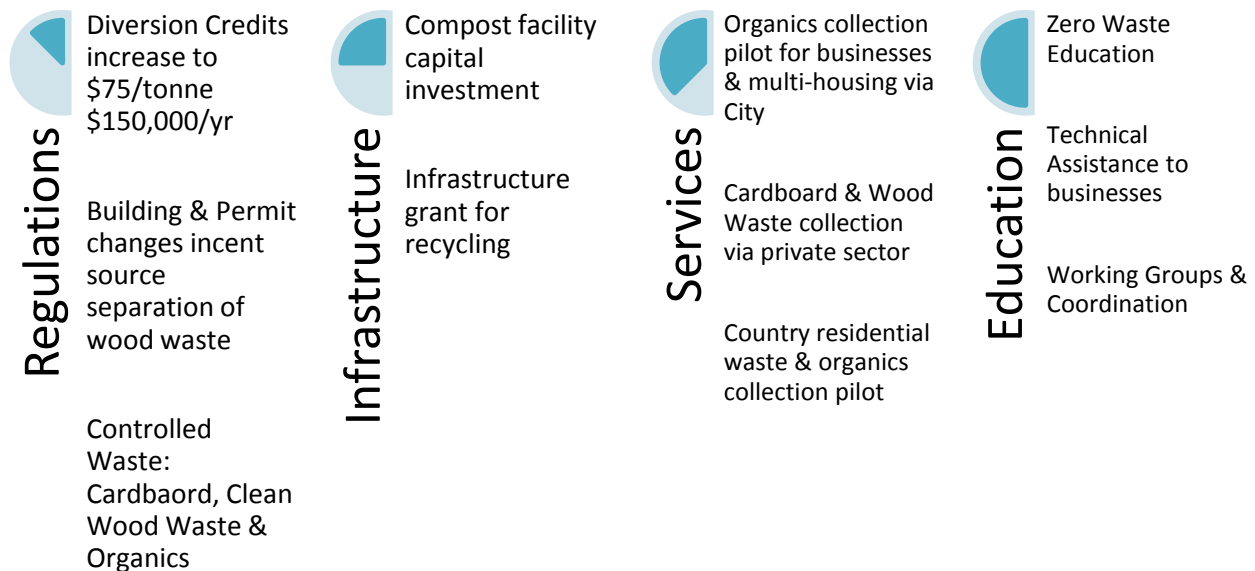 Regulations
Diversion Credits
increase to
$75/tonne
$150,000/yr
Building & Permit
changes incent
source
separation of
wood waste
Controlled
Waste:
Cardbaord, Clean
Wood Waste &
Organics
Infrastructure
Compost facility
capital
investment
Infrastructure
grant for
recycling
Services
Organics collection
pilot for businesses
& multi-housing via
City
Cardboard & Wood
Waste collection
via private sector
Country residential
waste & organics
collection pilot
Education
Zero Waste
Education
Technical
Assistance to
businesses
Working Groups &
Coordination